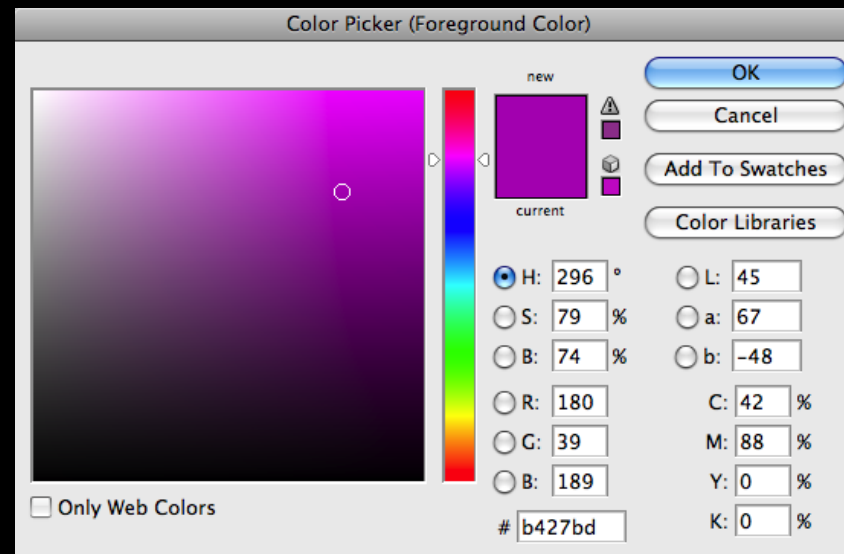 Color Picker (Foreground Color)
new
current
OK
Cancel
Add To Swatches
Color Libraries
H: 296 °
S: 79 %
B: 74 %
R: 180
G: 39
B: 189
# b427bd
L: 45
a: 67
b: -48
C: 42 %
M: 88 %
Y: 0 %
K: 0 %
Only Web Colors